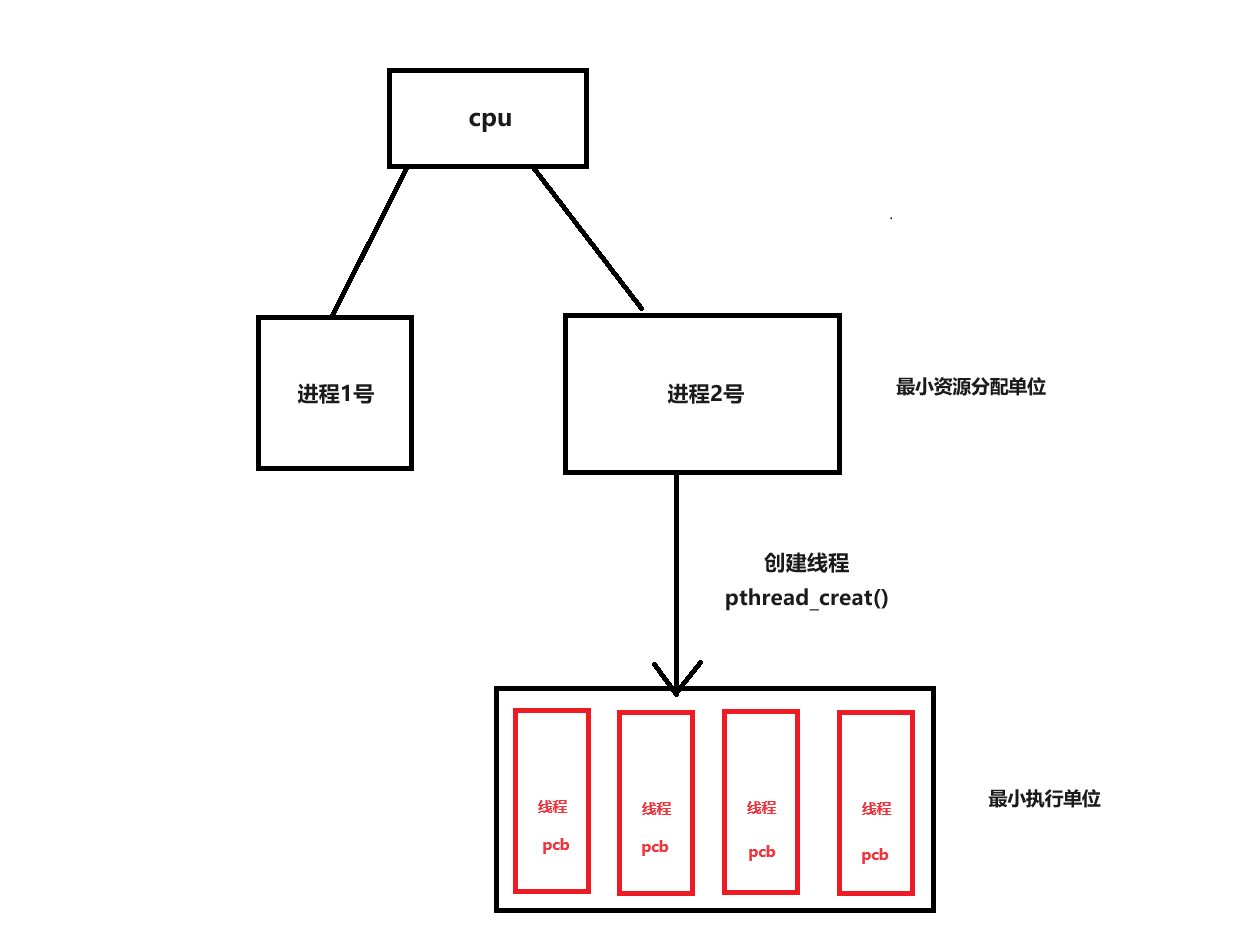 cpu
进程1号
进程2号
最小资源分配单位
创建线程
pthread_creat()
线程
pcb
线程
pcb
线程
pcb
线程
pcb
最小执行单位